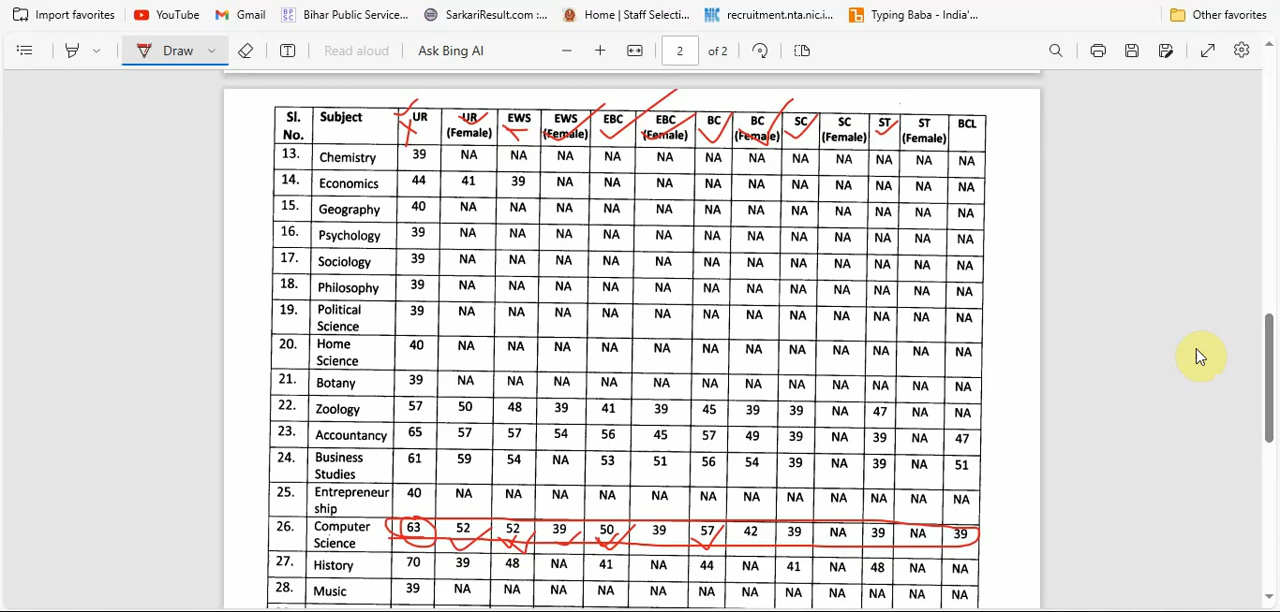 Import favorites YouTube Gmail Bihar Public Service... SarkariResult.com :... Home | Staff Selecti... recruitment.nta.nic.i... Typing Baba - India'... Other favorites
Draw Read aloud Ask Bing AI 2 of 2
Sl. No. Subject UR UR (Female) EWS EWS (Female) EBC EBC (Female) BC BC (Female) SC SC (Female) ST ST (Female) BCL
13. Chemistry 39 NA NA NA NA NA NA NA NA NA NA NA NA
14. Economics 44 41 39 NA NA NA NA NA NA NA NA NA NA
15. Geography 40 NA NA NA NA NA NA NA NA NA NA NA NA
16. Psychology 39 NA NA NA NA NA NA NA NA NA NA NA NA
17. Sociology 39 NA NA NA NA NA NA NA NA NA NA NA NA
18. Philosophy 39 NA NA NA NA NA NA NA NA NA NA NA NA
19. Political Science 39 NA NA NA NA NA NA NA NA NA NA NA NA
20. Home Science 40 NA NA NA NA NA NA NA NA NA NA NA NA
21. Botany 39 NA NA NA NA NA NA NA NA NA NA NA NA
22. Zoology 57 50 48 39 41 39 45 39 39 NA 47 NA NA
23. Accountancy 65 57 57 54 56 45 57 49 39 NA 39 NA 47
24. Business Studies 61 59 54 NA 53 51 56 54 39 NA 39 NA 51
25. Entrepreneur ship 40 NA NA NA NA NA NA NA NA NA NA NA NA
26. Computer Science 63 52 52 39 50 39 57 42 39 NA 39 NA 39
27. History 70 39 48 NA 41 NA 44 NA 41 NA 48 NA NA
28. Music 39 NA NA NA NA NA NA NA NA NA NA NA NA